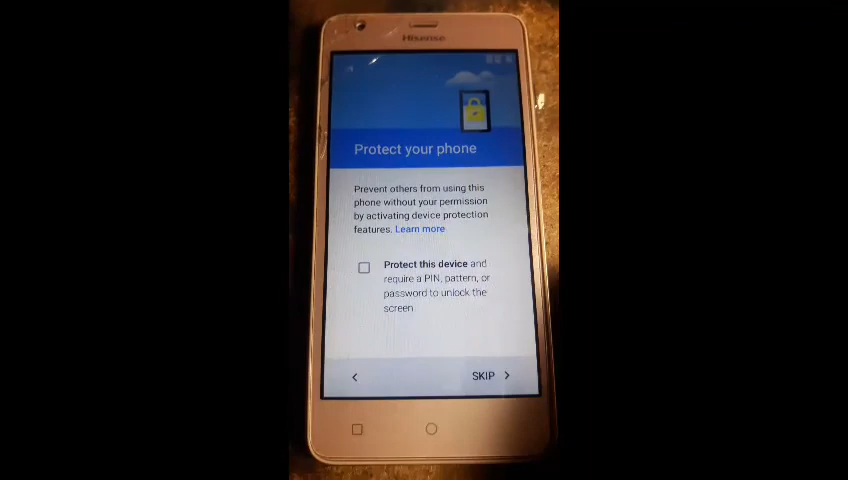 Hisense
Protect your phone
Prevent others from using this
phone without your permission
by activating device protection
features. Learn more
Protect this device and
require a PIN, pattern, or
password to unlock the
screen
SKIP